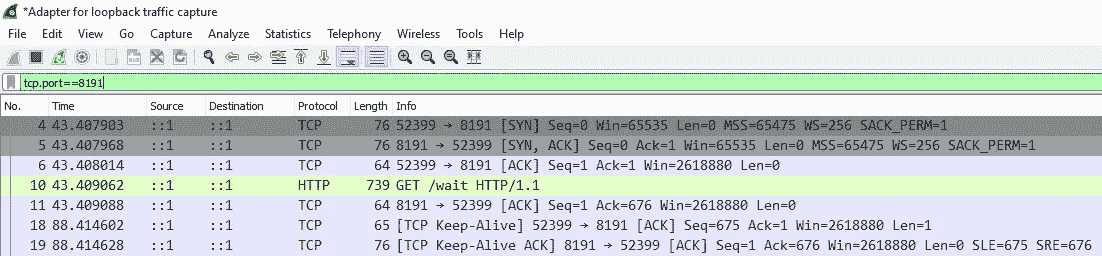 *Adapter for loopback traffic capture
File Edit View Go Capture Analyze Statistics Telephony Wireless Tools Help
tcp.port==8191
No. Time Source Destination Protocol Length Info
4 43.407903 ::1 ::1 TCP 76 52399 → 8191 [SYN] Seq=0 Win=65535 Len=0 MSS=65475 WS=256 SACK_PERM=1
5 43.407968 ::1 ::1 TCP 76 8191 → 52399 [SYN, ACK] Seq=0 Ack=1 Win=65535 Len=0 MSS=65475 WS=256 SACK_PERM=1
6 43.408014 ::1 ::1 TCP 64 52399 → 8191 [ACK] Seq=1 Ack=1 Win=2618880 Len=0
10 43.409062 ::1 ::1 HTTP 739 GET /wait HTTP/1.1
11 43.409088 ::1 ::1 TCP 64 8191 → 52399 [ACK] Seq=1 Ack=676 Win=2618880 Len=0
18 88.414602 ::1 ::1 TCP 65 [TCP Keep-Alive] 52399 → 8191 [ACK] Seq=675 Ack=1 Win=2618880 Len=1
19 88.414628 ::1 ::1 TCP 76 [TCP Keep-Alive ACK] 8191 → 52399 [ACK] Seq=1 Ack=676 Win=2618880 Len=0 SLE=675 SRE=676